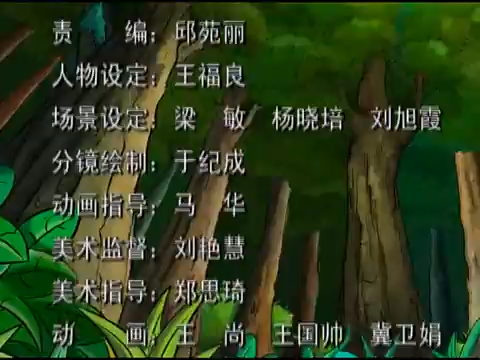 责 编：邱苑丽
人物设定：王福良
场景设定：梁 敏 杨晓培 刘旭霞
分镜绘制：于纪成
动画指导：马 华
美术监督：刘艳慧
美术指导：郑思琦
动 画：王 尚 王国帅 冀卫娟